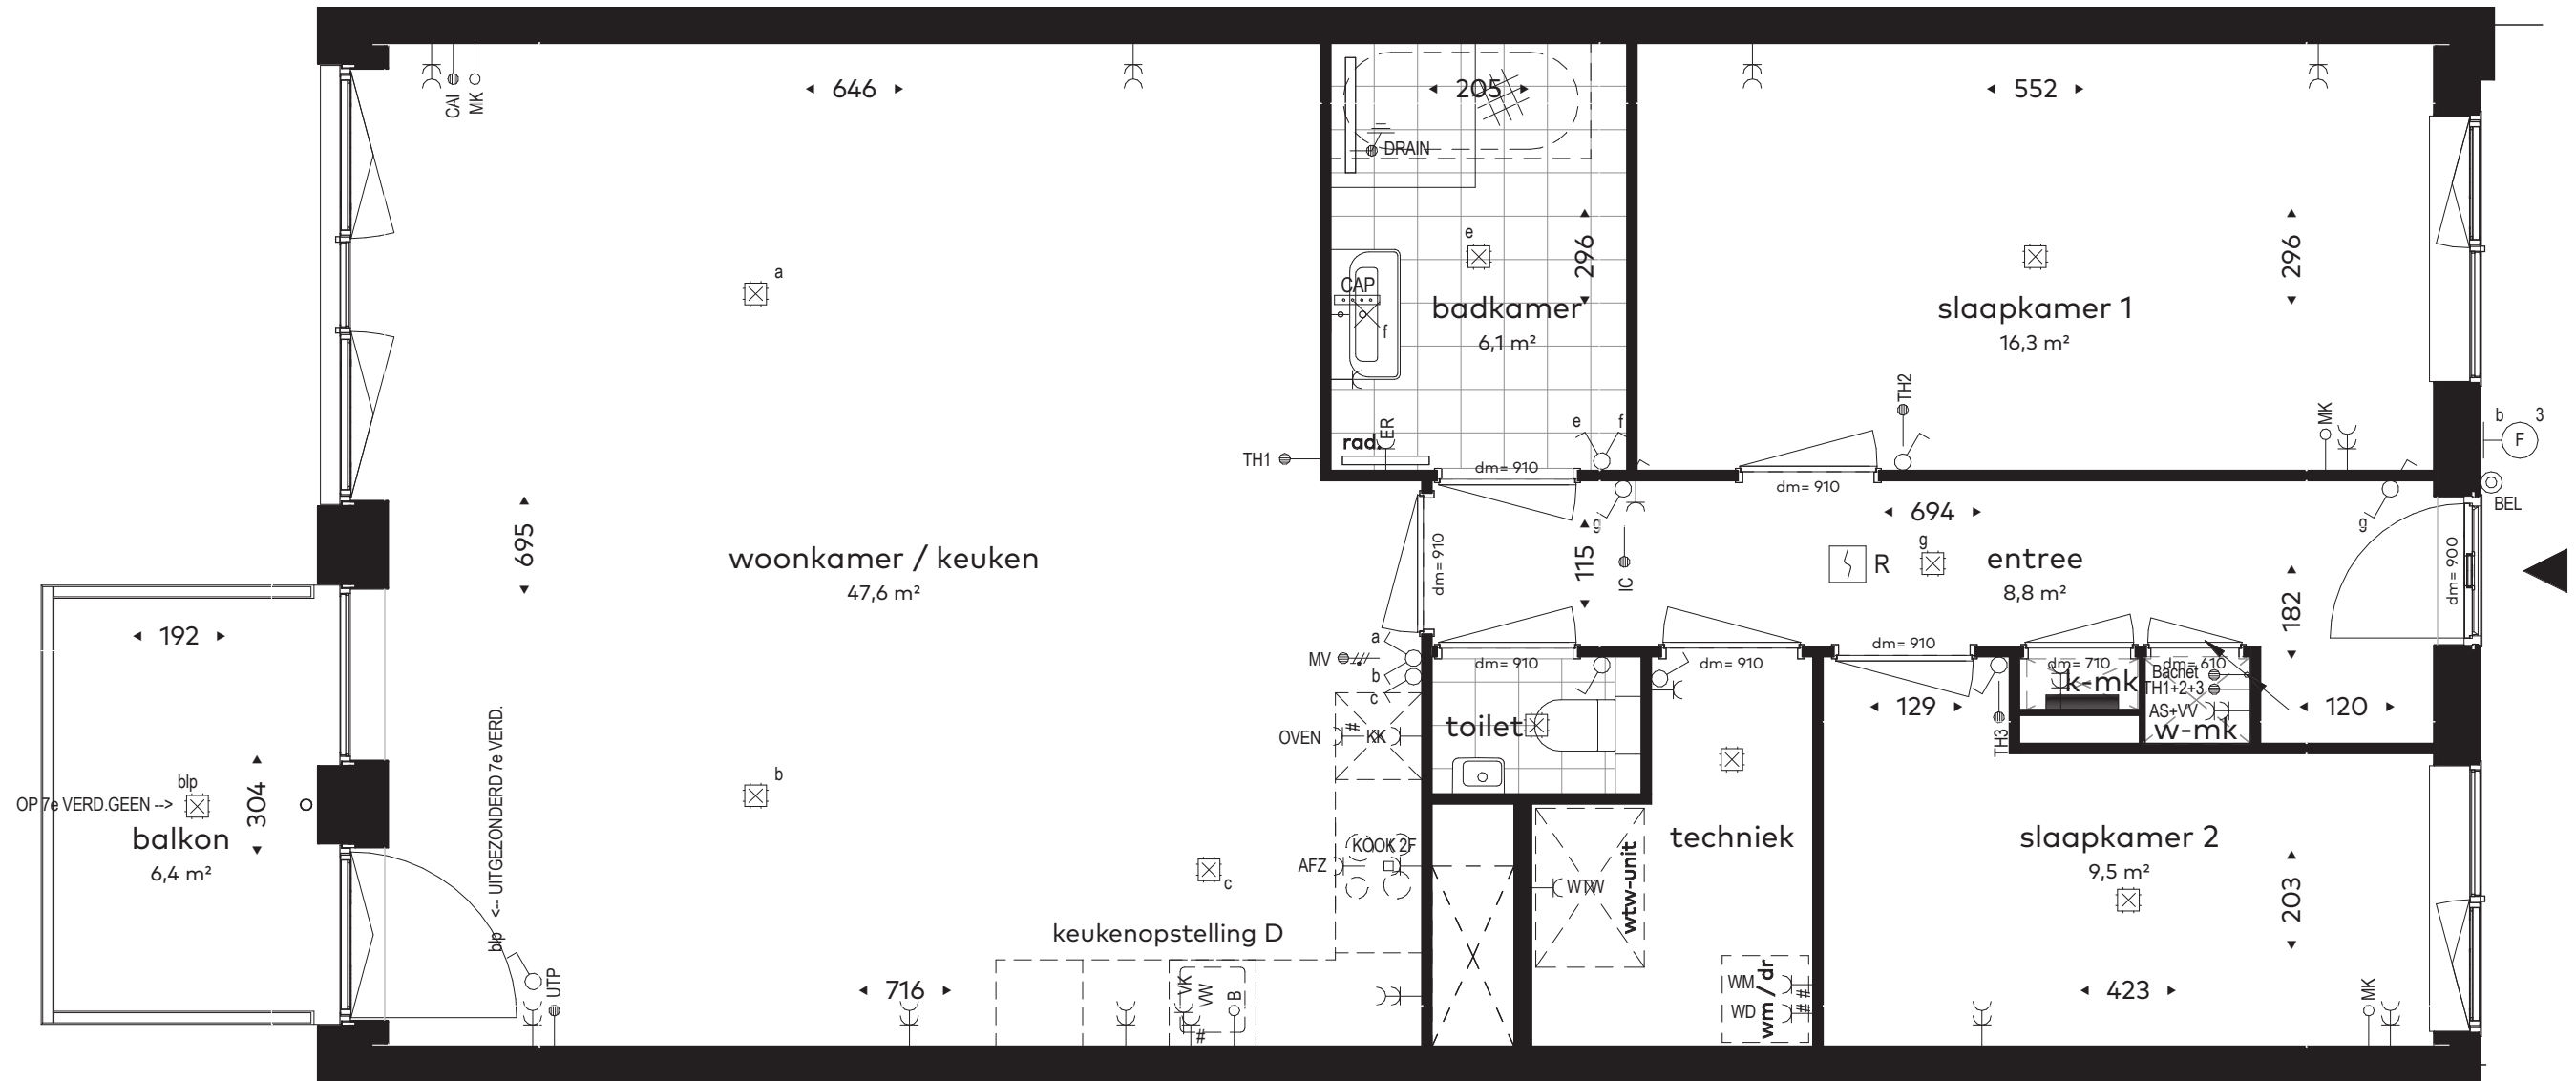 646
205
552
CAI
MK
DRAIN
a
e
296
296
CAP
f
badkamer
6,1 m²
slaapkamer 1
16,3 m²
TH2
MK
b
3
F
rad.
ER
e
f
TH1
dm= 910
dm= 910
BEL
695
woonkamer / keuken
47,6 m²
dm= 910
g
115
IC
694
g
R
entree
8,8 m²
g
dm= 900
182
192
a
MV
b
c
dm= 910
dm= 910
dm= 910
dm= 710
dm= 610
k-mk
Bachet
TH1+2+3
AS+VV
w-mk
129
120
TH3
toilet
OVEN
#
KK
blp
OP 7e VERD.GEEN -->
304
balkon
6,4 m²
b
blp <-- UITGEZONDERD 7e VERD.
KOOK 2F
AFZ
c
techniek
wtw-unit
WTW
slaapkamer 2
9,5 m²
203
keukenopstelling D
UTP
716
VK
VW
B
#
WM
WD
wm / dr
#
##
423
MK